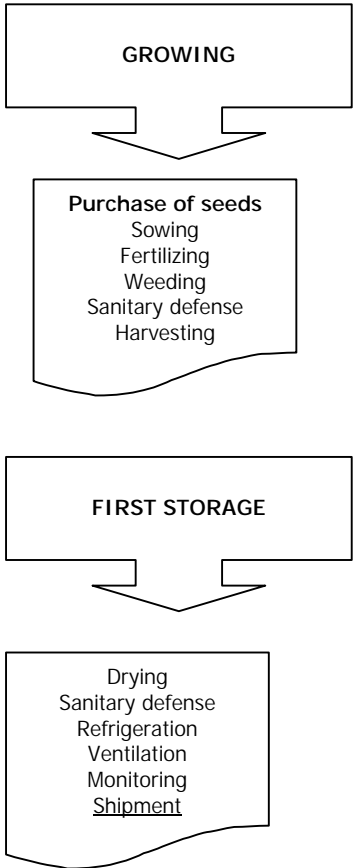 GROWING
Purchase of seeds
Sowing
Fertilizing
Weeding
Sanitary defense
Harvesting
FIRST STORAGE
Drying
Sanitary defense
Refrigeration
Ventilation
Monitoring
Shipment